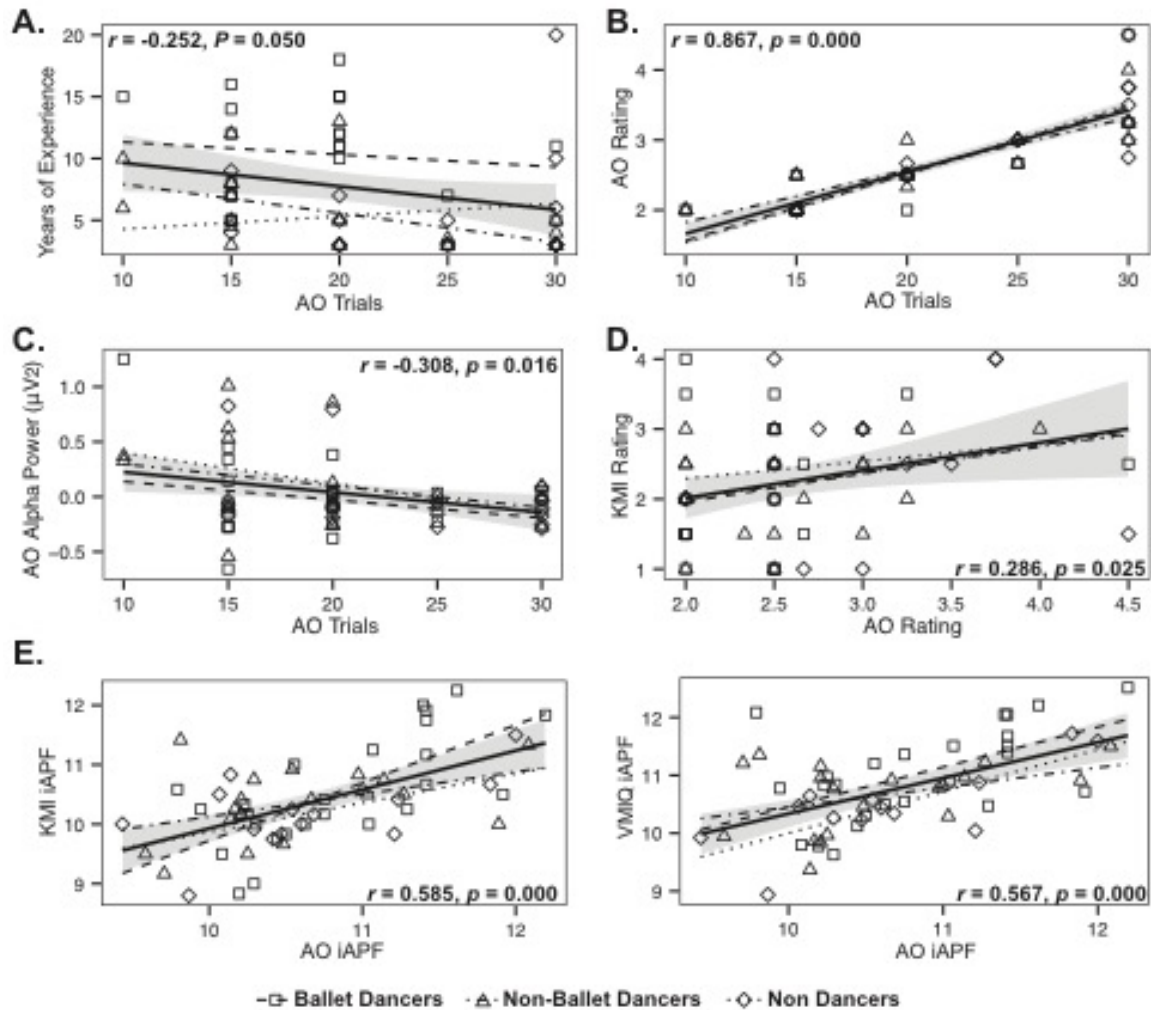 A.
r = -0.252, P = 0.050
20
15
10
5
Years of Experience
10 15 20 25 30
AO Trials
B.
r = 0.867, p = 0.000
4
3
2
AO Rating
10 15 20 25 30
AO Trials
C.
r = -0.308, p = 0.016
1.0
0.5
0.0
−0.5
AO Alpha Power (µV2)
10 15 20 25 30
AO Trials
D.
4
3
2
1
KMI Rating
r = 0.286, p = 0.025
2.0 2.5 3.0 3.5 4.0 4.5
AO Rating
E.
12
11
10
9
KMI iAPF
r = 0.585, p = 0.000
10 11 12
AO iAPF
12
11
10
9
VMIQ iAPF
r = 0.567, p = 0.000
10 11 12
AO iAPF
Ballet Dancers Non-Ballet Dancers Non Dancers